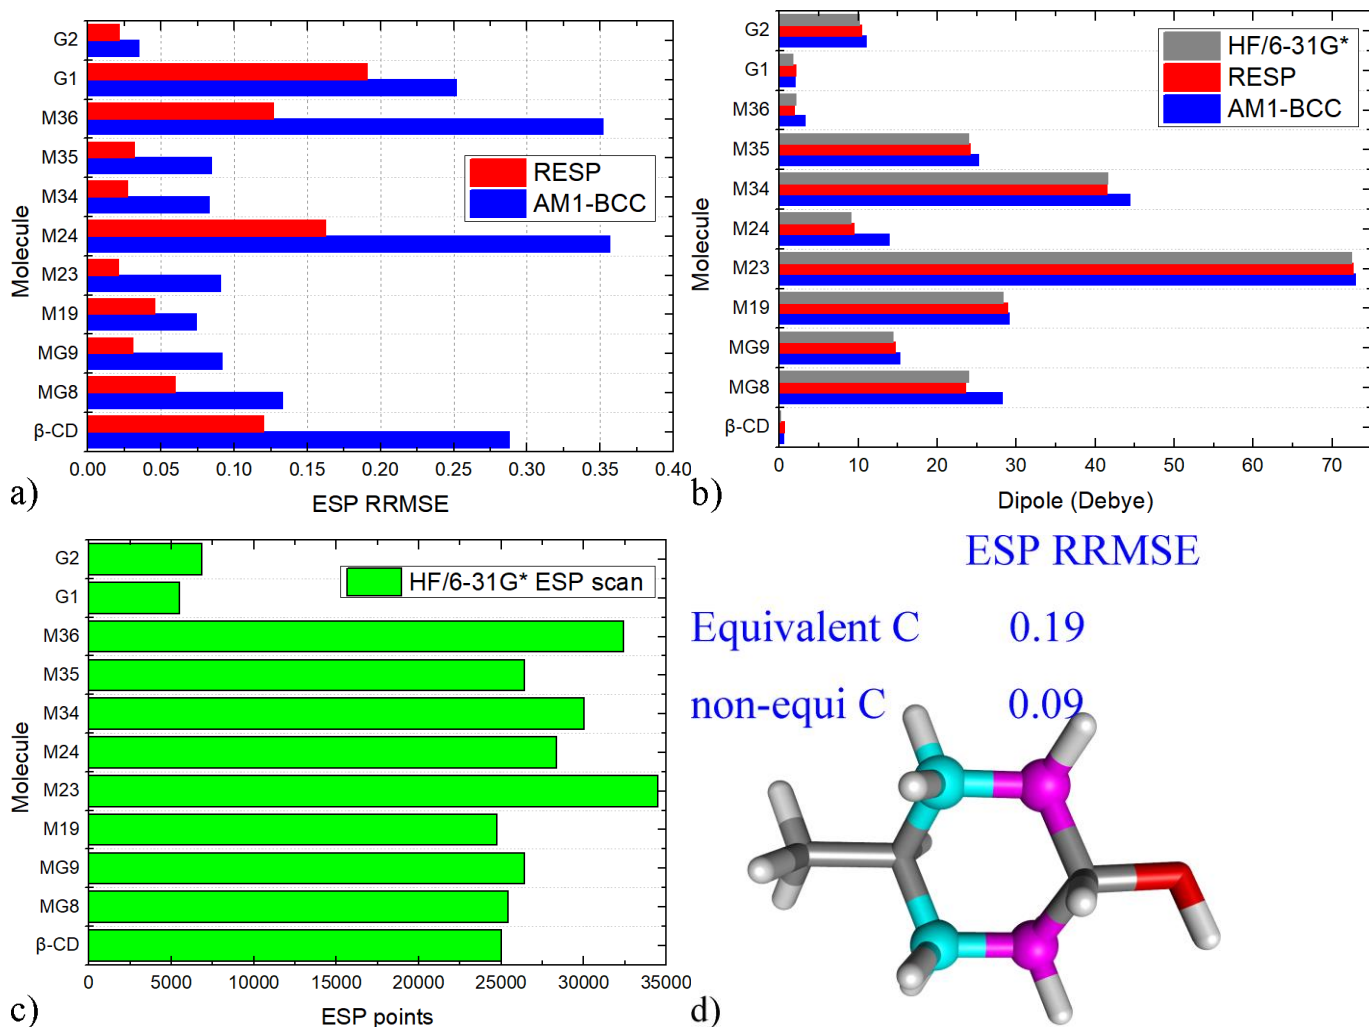 G2
G1
M36
M35
M34
M24
M23
M19
MG9
MG8
β-CD
Molecule
RESP
AM1-BCC
0.00 0.05 0.10 0.15 0.20 0.25 0.30 0.35 0.40
ESP RRMSE
a)
G2
G1
M36
M35
M34
M24
M23
M19
MG9
MG8
β-CD
Molecule
HF/6-31G*
RESP
AM1-BCC
0 10 20 30 40 50 60 70
Dipole (Debye)
b)
G2
G1
M36
M35
M34
M24
M23
M19
MG9
MG8
β-CD
Molecule
HF/6-31G* ESP scan
0 5000 10000 15000 20000 25000 30000 35000
ESP points
c)
ESP RRMSE
Equivalent C 0.19
non-equi C 0.09
d)